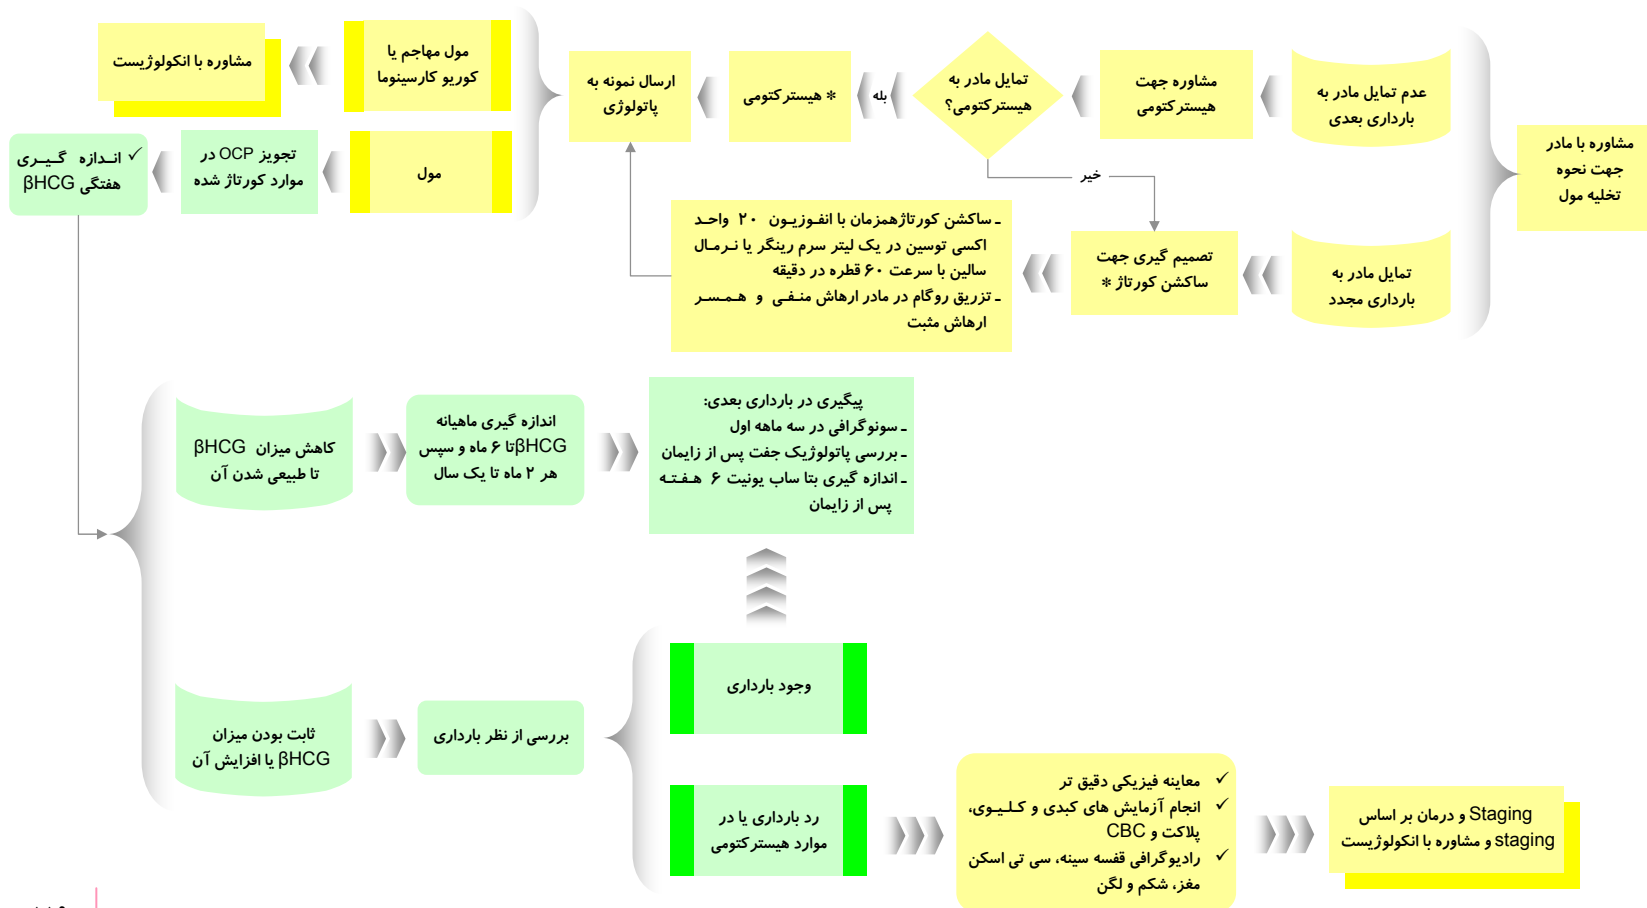 مشاوره با مادر
جهت نحوه
تخلیه مول
عدم تمایل مادر به
بارداری بعدی
مشاوره جهت
هیسترکتومی
تمایل مادر به
هیسترکتومی؟
بله
خیر
* هیسترکتومی
ارسال نمونه به
پاتولوژی
تمایل مادر به
بارداری مجدد
تصمیم گیری جهت
ساکشن کورتاژ *
ـ ساکشن کورتاژهمزمان با انفوزیون ۲۰ واحد
اکسی توسین در یک لیتر سرم رینگر یا نرمال
سالین با سرعت ۶۰ قطره در دقیقه
ـ تزریق روگام در مادر ارهاش منفی و همسر
ارهاش مثبت
مول مهاجم یا
کوریو کارسینوما
مشاوره با انکولوژیست
مول
تجویز OCP در
موارد کورتاژ شده
✓ اندازه گیری
هفتگی βHCG
کاهش میزان βHCG
تا طبیعی شدن آن
اندازه گیری ماهیانه
βHCGتا ۶ ماه و سپس
هر ۲ ماه تا یک سال
پیگیری در بارداری بعدی:
ـ سونوگرافی در سه ماهه اول
ـ بررسی پاتولوژیک جفت پس از زایمان
ـ اندازه گیری بتا ساب یونیت ۶ هفته
پس از زایمان
ثابت بودن میزان
βHCG یا افزایش آن
بررسی از نظر بارداری
وجود بارداری
رد بارداری یا در
موارد هیسترکتومی
✓ معاینه فیزیکی دقیق تر
✓ انجام آزمایش های کبدی و کلیوی،
پلاکت و CBC
✓ رادیوگرافی قفسه سینه، سی تی اسکن
مغز، شکم و لگن
Staging و درمان بر اساس
staging و مشاوره با انکولوژیست